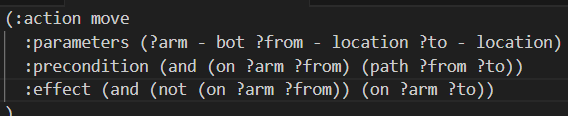 (:action move
:parameters (?arm - bot ?from - location ?to - location)
:precondition (and (on ?arm ?from) (path ?from ?to))
:effect (and (not (on ?arm ?from)) (on ?arm ?to))
)